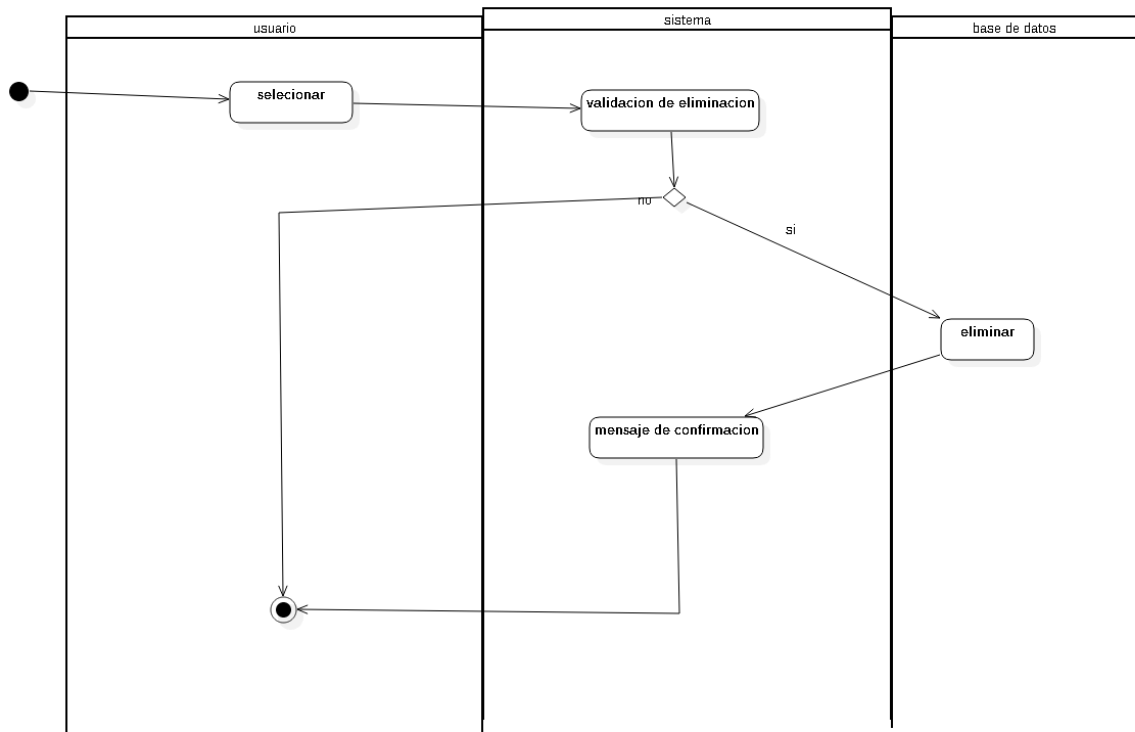 usuario
sistema
base de datos
selecionar
validacion de eliminacion
no
si
eliminar
mensaje de confirmacion